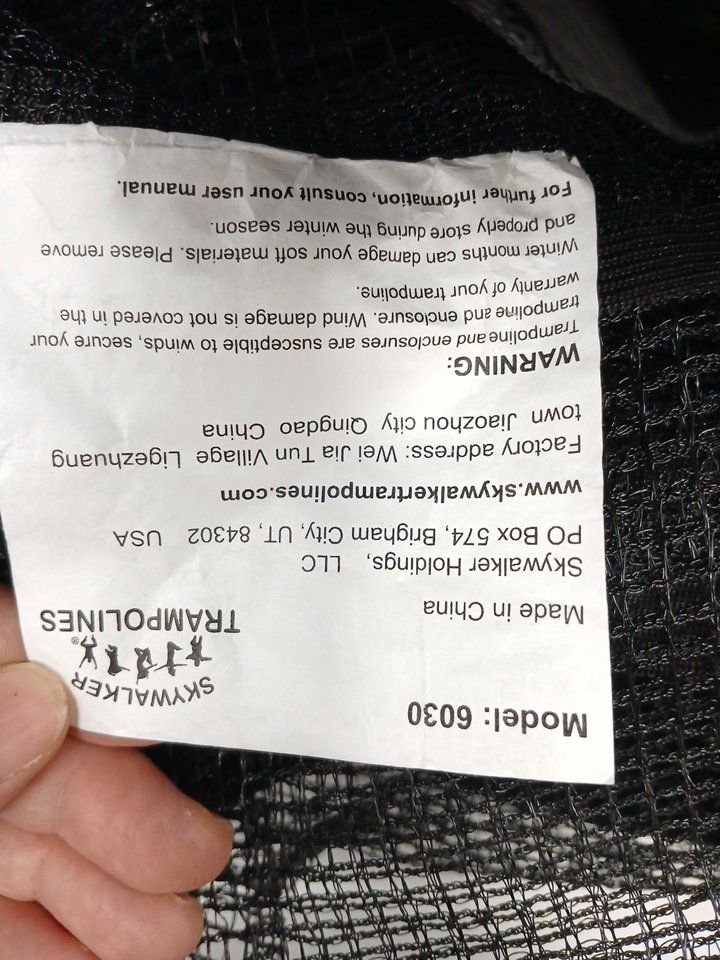 Model: 6030
SKYWALKER
TRAMPOLINES
®
Made in China
Skywalker Holdings, LLC
PO Box 574, Brigham City, UT, 84302 USA
www.skywalkertrampolines.com
Factory address: Wei Jia Tun Village Ligezhuang
town Jiaozhou city Qingdao China
WARNING:
Trampoline and enclosures are susceptible to winds, secure your
trampoline and enclosure. Wind damage is not covered in the
warranty of your trampoline.
Winter months can damage your soft materials. Please remove
and properly store during the winter season.
For further information, consult your user manual.